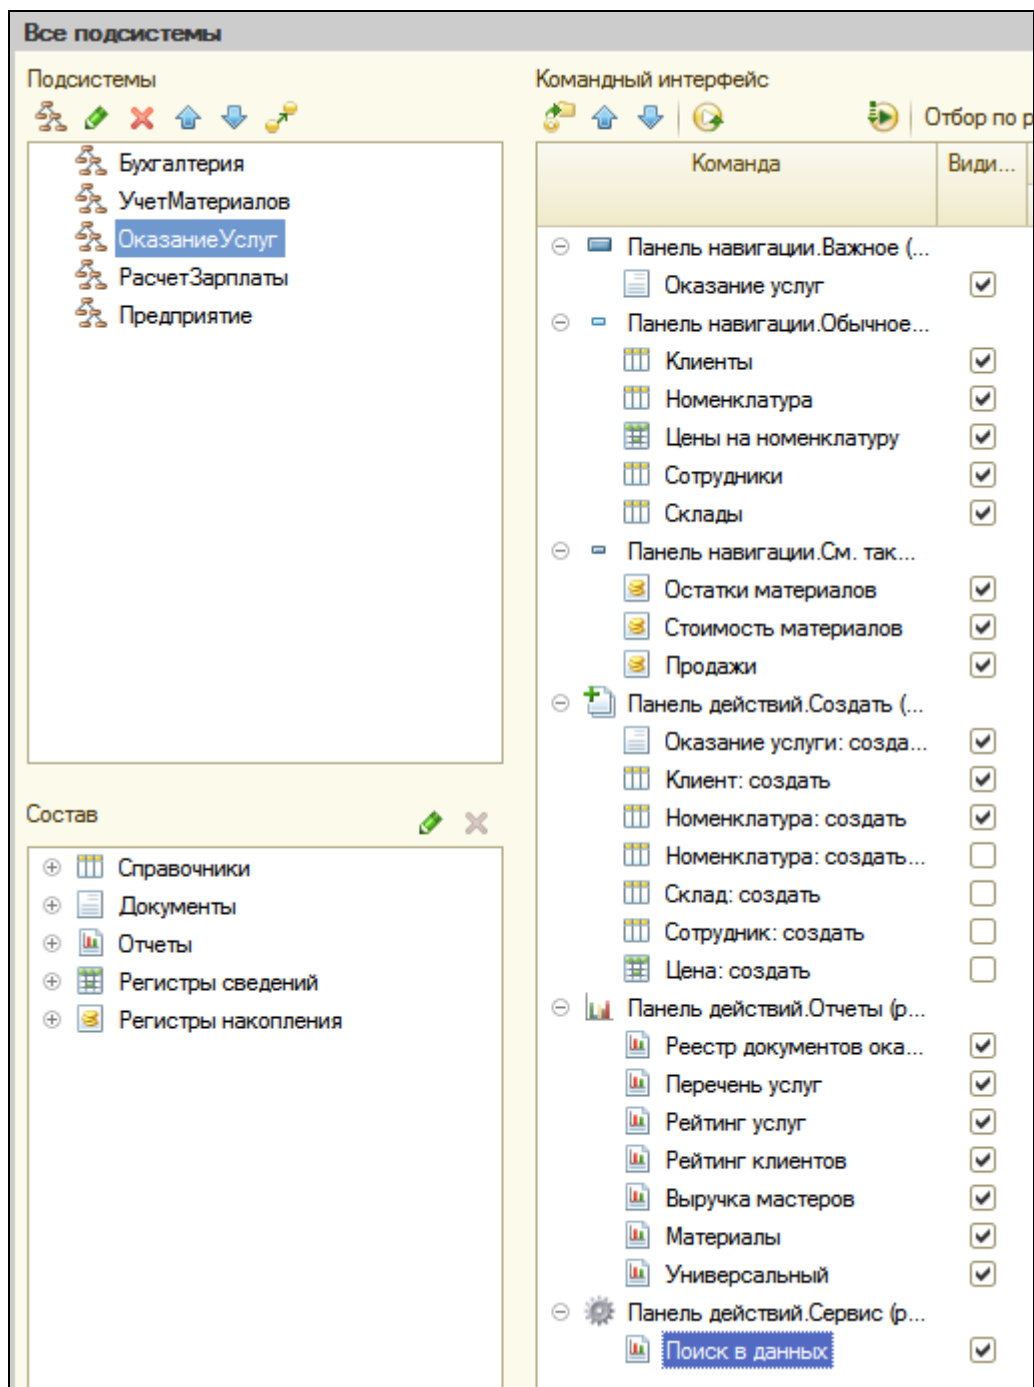 Все подсистемы
Подсистемы
Бухгалтерия
УчетМатериалов
ОказаниеУслуг
РасчетЗарплаты
Предприятие
Состав
Справочники
Документы
Отчеты
Регистры сведений
Регистры накопления
Командный интерфейс
Отбор по р
Команда
Види...
Панель навигации.Важное (...
Оказание услуг
Панель навигации.Обычное...
Клиенты
Номенклатура
Цены на номенклатуру
Сотрудники
Склады
Панель навигации.См. так...
Остатки материалов
Стоимость материалов
Продажи
Панель действий.Создать (...
Оказание услуги: созда...
Клиент: создать
Номенклатура: создать
Номенклатура: создать...
Склад: создать
Сотрудник: создать
Цена: создать
Панель действий.Отчеты (р...
Реестр документов ока...
Перечень услуг
Рейтинг услуг
Рейтинг клиентов
Выручка мастеров
Материалы
Универсальный
Панель действий.Сервис (р...
Поиск в данных